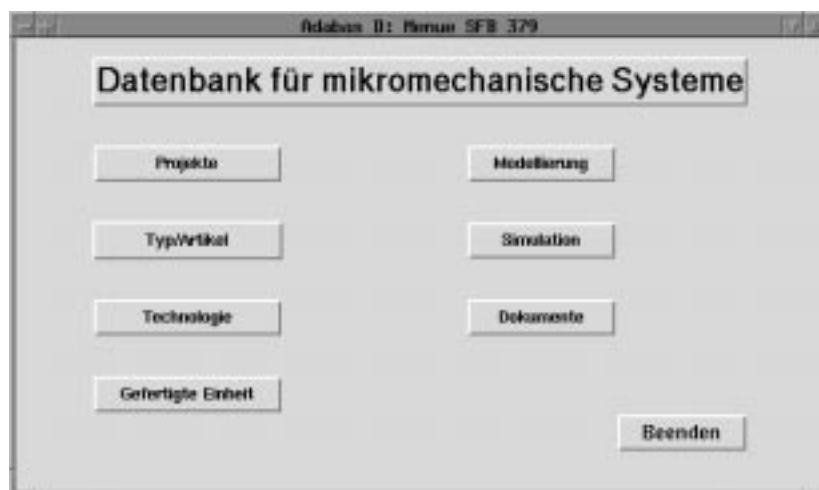 Adabas D: Menue SFB 379
Datenbank für mikromechanische Systeme
Projekte
Modellierung
Typ/Artikel
Simulation
Technologie
Dokumente
Gefertigte Einheit
Beenden